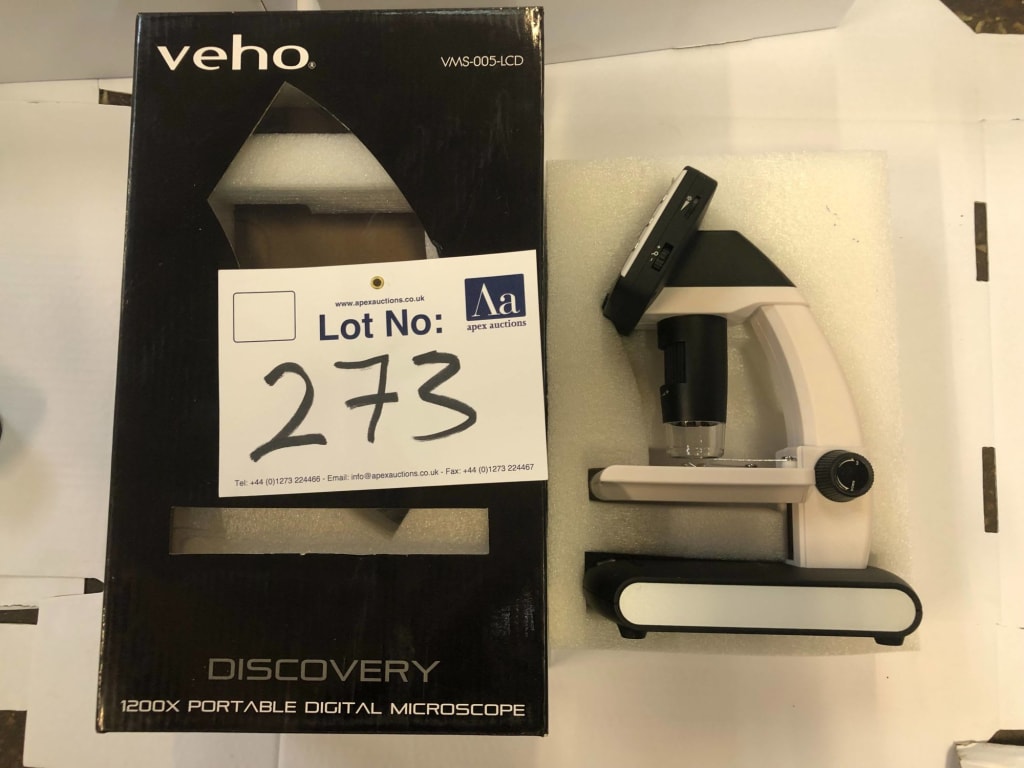 veho®
VMS-005-LCD
www.apexauctions.co.uk
Lot No:
Aa
apex auctions
273
Tel: +44 (0)1273 224466 - Email: info@apexauctions.co.uk - Fax: +44 (0)1273 224467
DISCOVERY
1200X PORTABLE DIGITAL MICROSCOPE